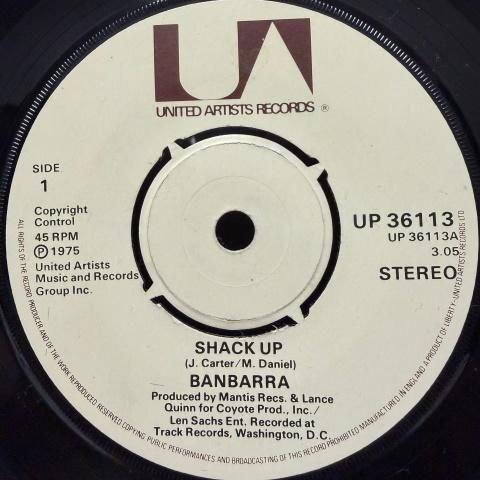 UA
UNITED ARTISTS RECORDS ®
SIDE
1
Copyright
Control
45 RPM
℗ 1975
United Artists
Music and Records
Group Inc.
UP 36113
UP 36113A
3.05
STEREO
SHACK UP
(J. Carter/M. Daniel)
BANBARRA
Produced by Mantis Recs. & Lance
Quinn for Coyote Prod., Inc./
Len Sachs Ent. Recorded at
Track Records, Washington, D.C.
ALL RIGHTS OF THE RECORD PRODUCER AND OF THE WORK REPRODUCED RESERVED COPYING PUBLIC PERFORMANCES AND BROADCASTING OF THIS RECORD PROHIBITED MANUFACTURED IN ENGLAND A PRODUCT OF LIBERTY-UNITED ARTISTS RECORDS LTD